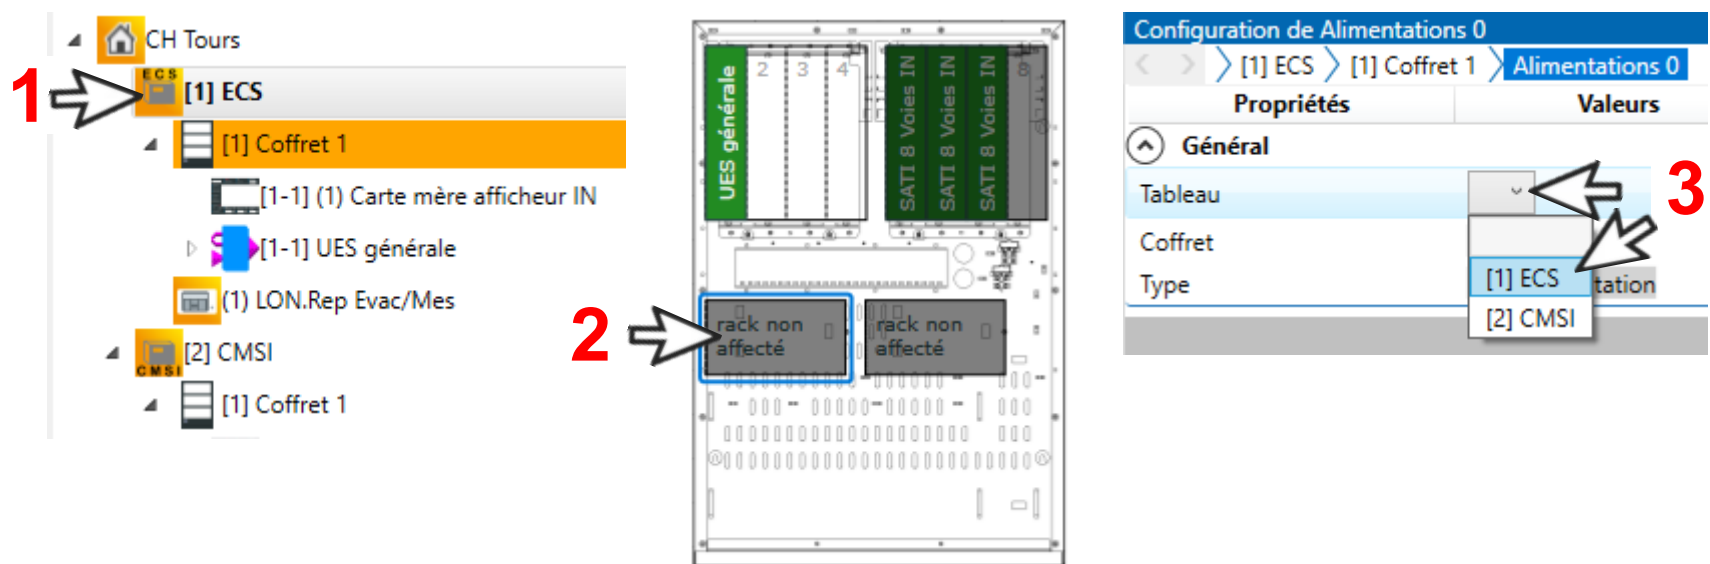 CH Tours
1
ECS
[1] ECS
[1] Coffret 1
[1-1] (1) Carte mère afficheur IN
[1-1] UES générale
(1) LON.Rep Evac/Mes
[2] CMSI
CMSI
[1] Coffret 1
UES générale
2
3
4
SATI 8 Voies IN
SATI 8 Voies IN
SATI 8 Voies IN
8
2
rack non
affecté
rack non
affecté
Configuration de Alimentations 0
[1] ECS
[1] Coffret 1
Alimentations 0
Propriétés
Valeurs
Général
Tableau
3
Coffret
[1] ECS
Type
tation
[2] CMSI